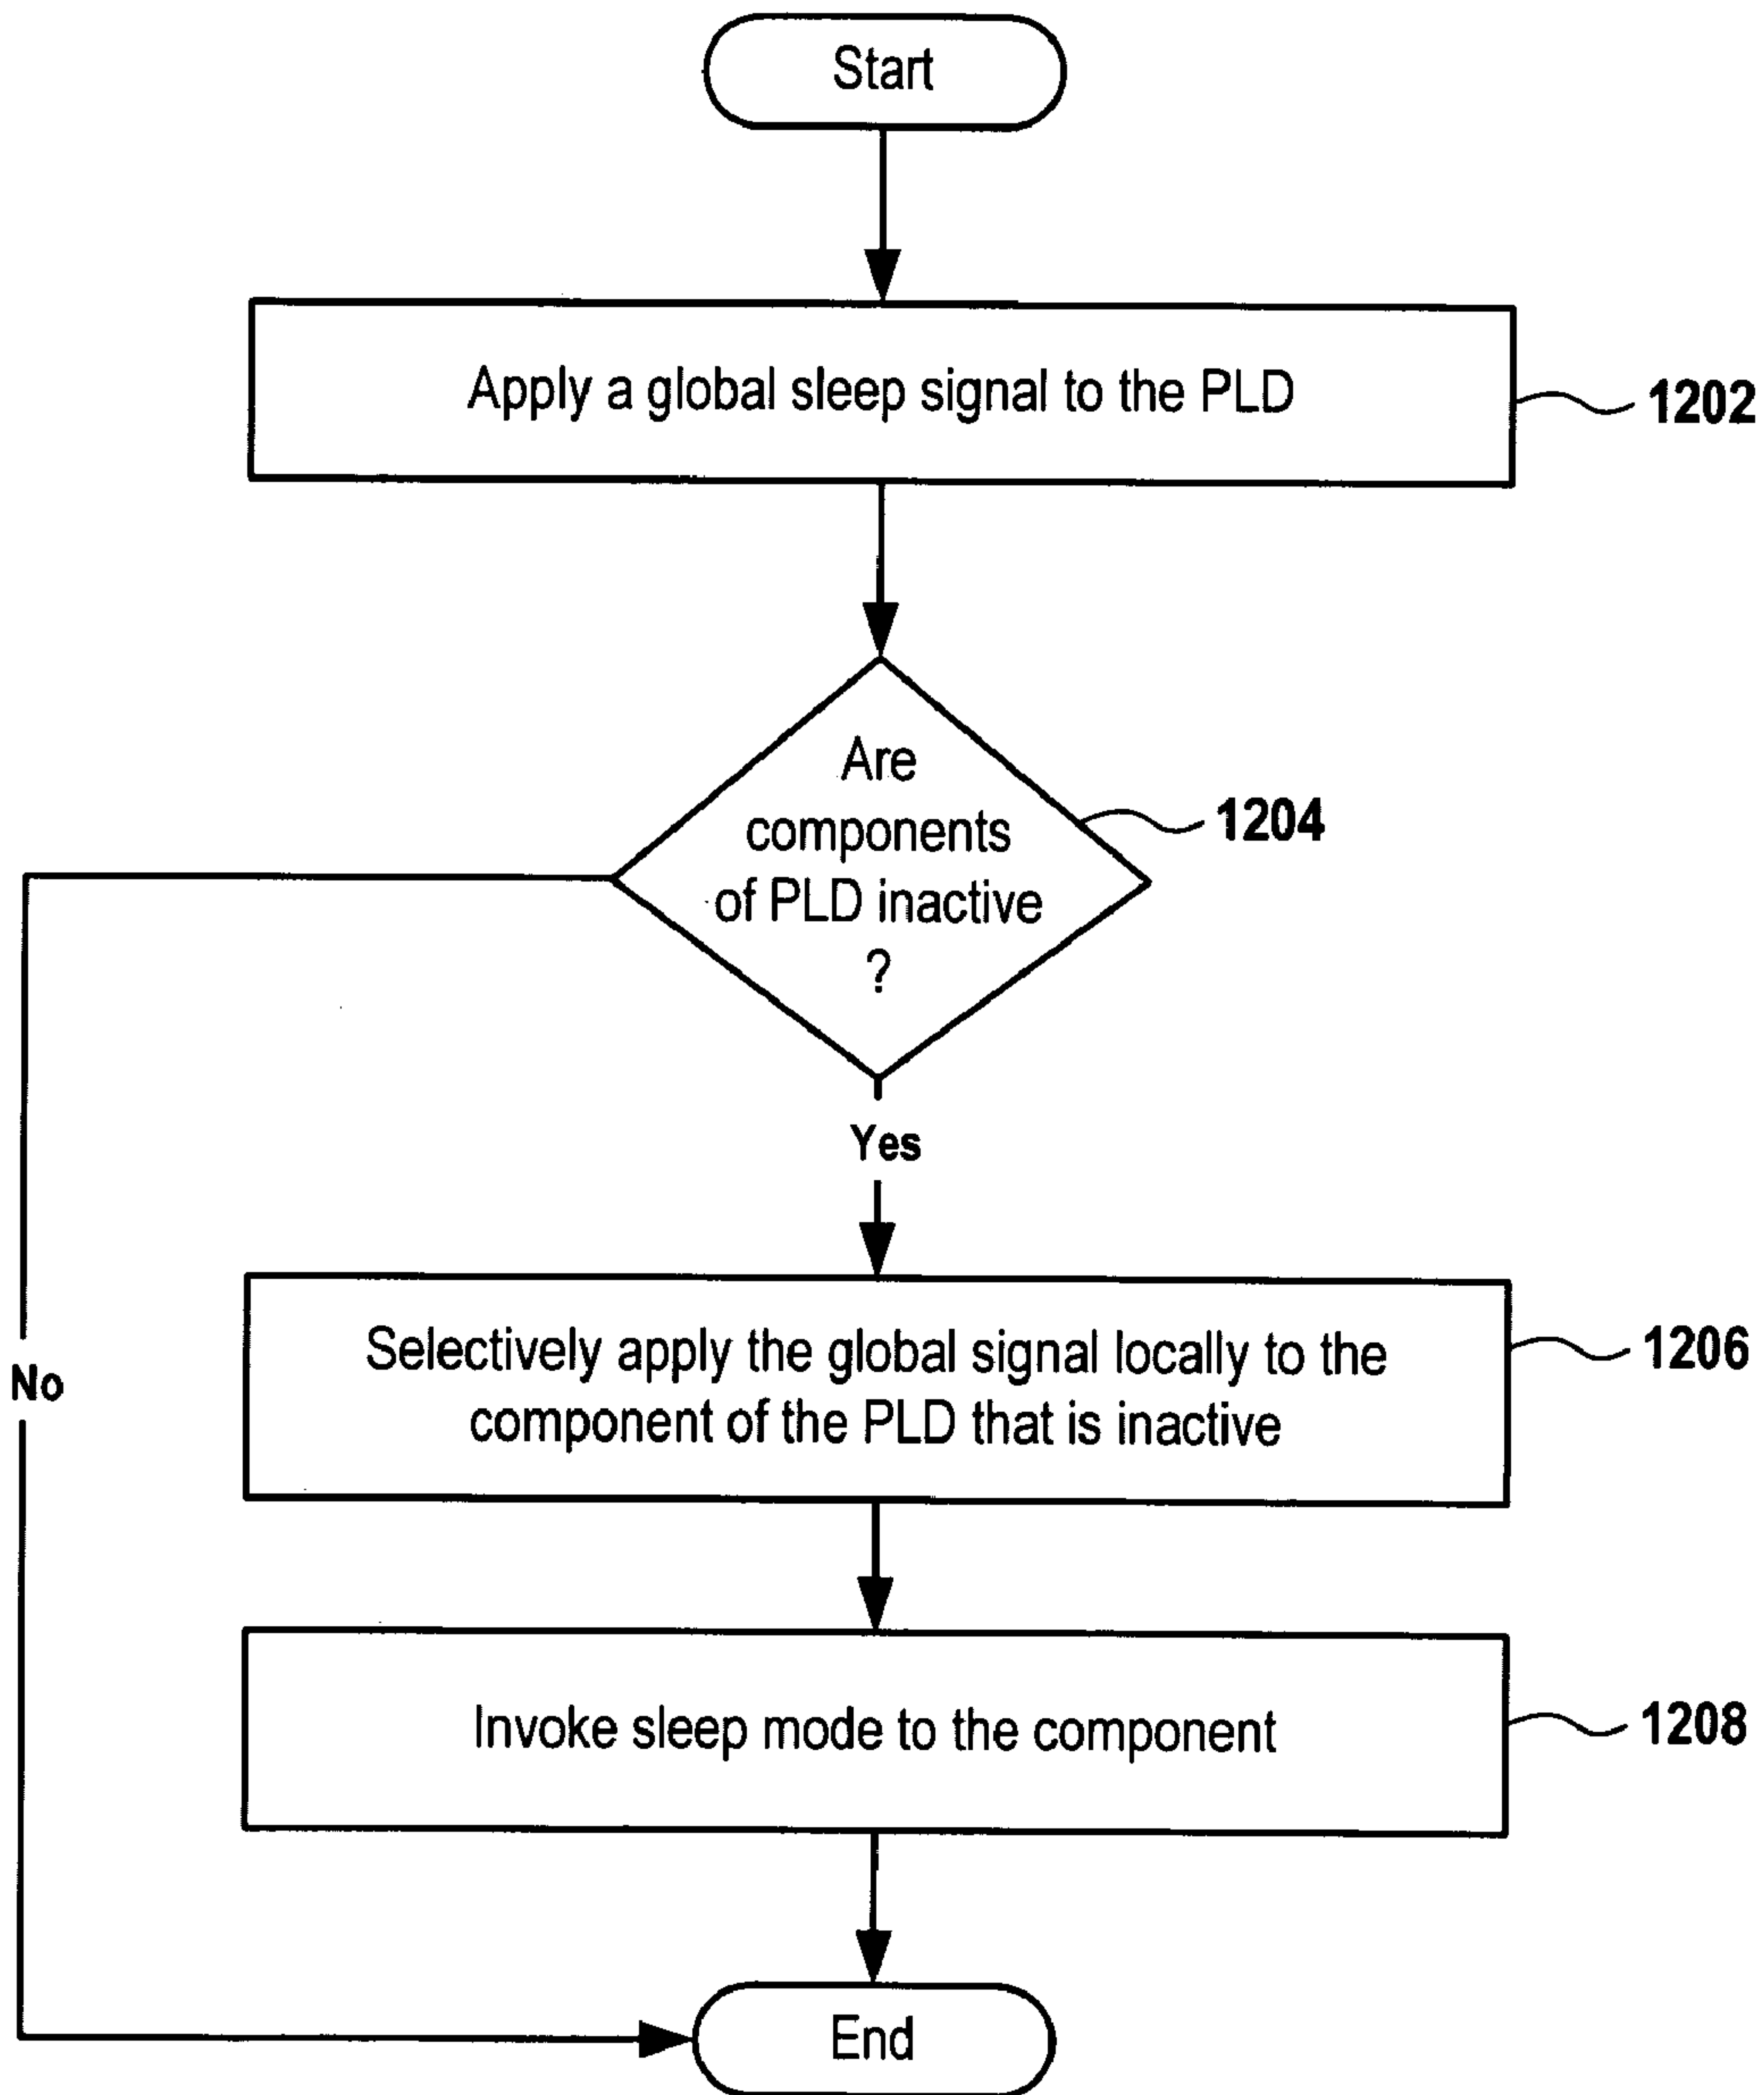 Start
Apply a global sleep signal to the PLD
1202
Are
components
of PLD inactive
?
1204
Yes
No
Selectively apply the global signal locally to the
component of the PLD that is inactive
1206
Invoke sleep mode to the component
1208
End